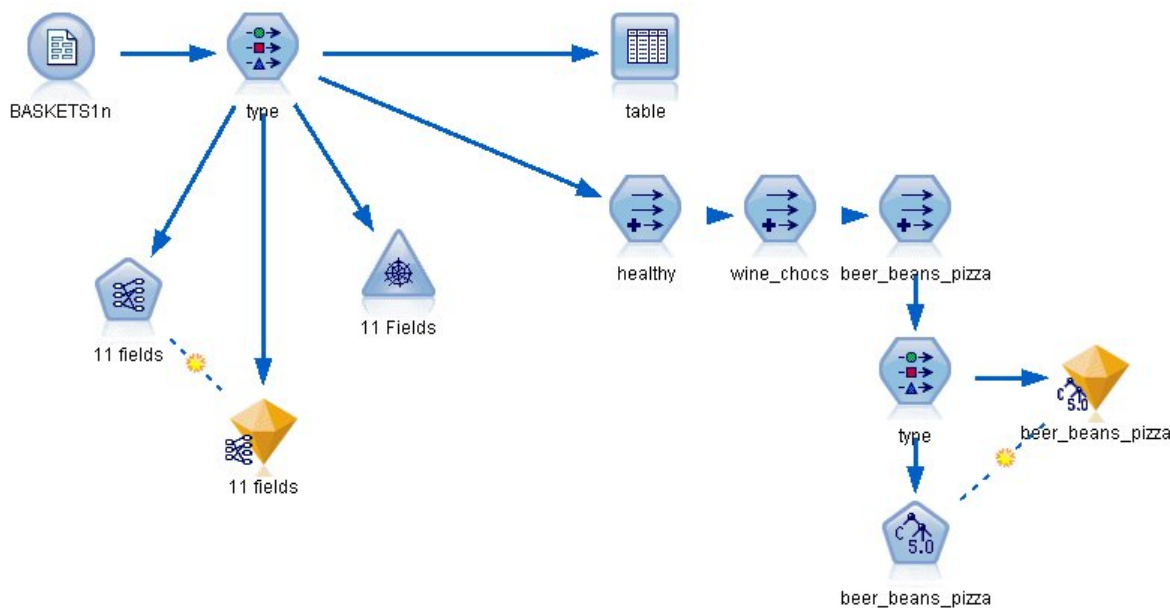 BASKETS1n
type
table
healthy
wine_chocs
beer_beans_pizza
11 fields
11 Fields
11 fields
type
C 5.0
beer_beans_pizza
C 5.0
beer_beans_pizza